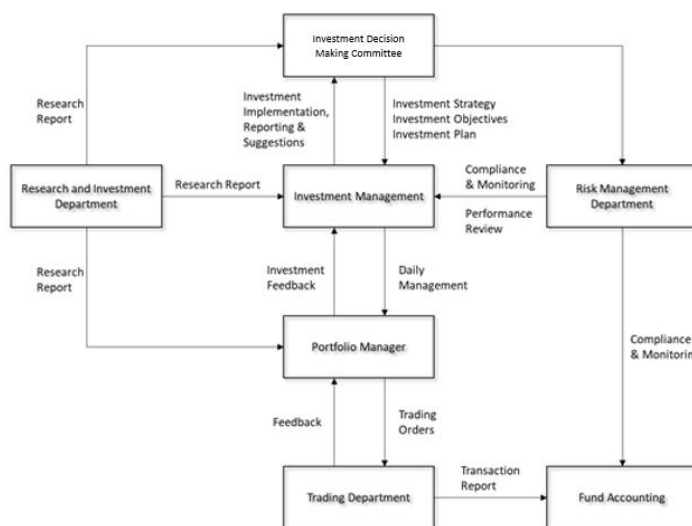 Investment Decision
Making Committee
Research
Report
Investment
Implementation,
Reporting &
Suggestions
Investment Strategy
Investment Objectives
Investment Plan
Research and Investment
Department
Research Report
Investment Management
Compliance
& Monitoring
Performance
Review
Risk Management
Department
Research
Report
Investment
Feedback
Daily
Management
Portfolio Manager
Compliance
& Monitoring
Feedback
Trading
Orders
Trading Department
Transaction
Report
Fund Accounting